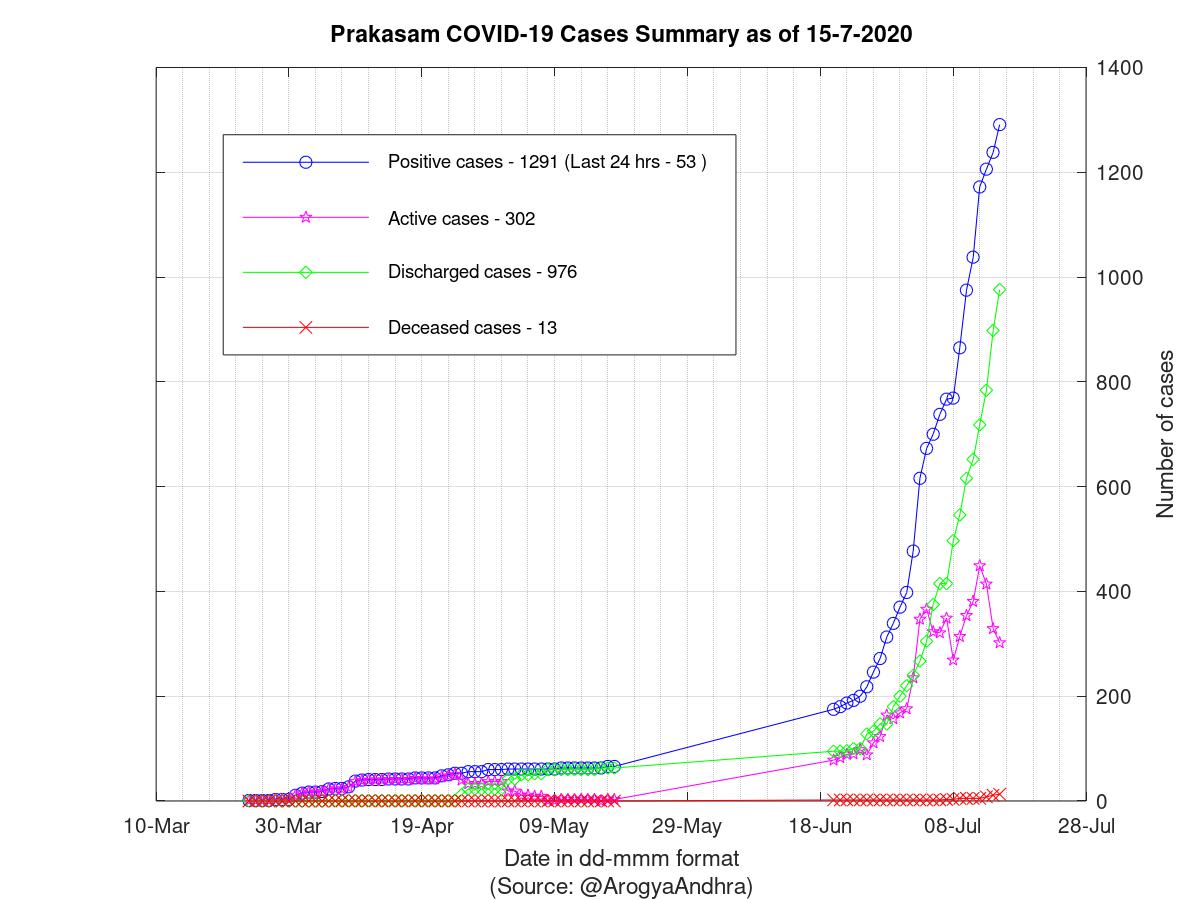 Prakasam COVID-19 Cases Summary as of 15-7-2020
Positive cases - 1291 (Last 24 hrs - 53 )
Active cases - 302
Discharged cases - 976
Deceased cases - 13
1400
1200
1000
800
600
400
200
0
Number of cases
10-Mar 30-Mar 19-Apr 09-May 29-May 18-Jun 08-Jul 28-Jul
Date in dd-mmm format
(Source: @ArogyaAndhra)